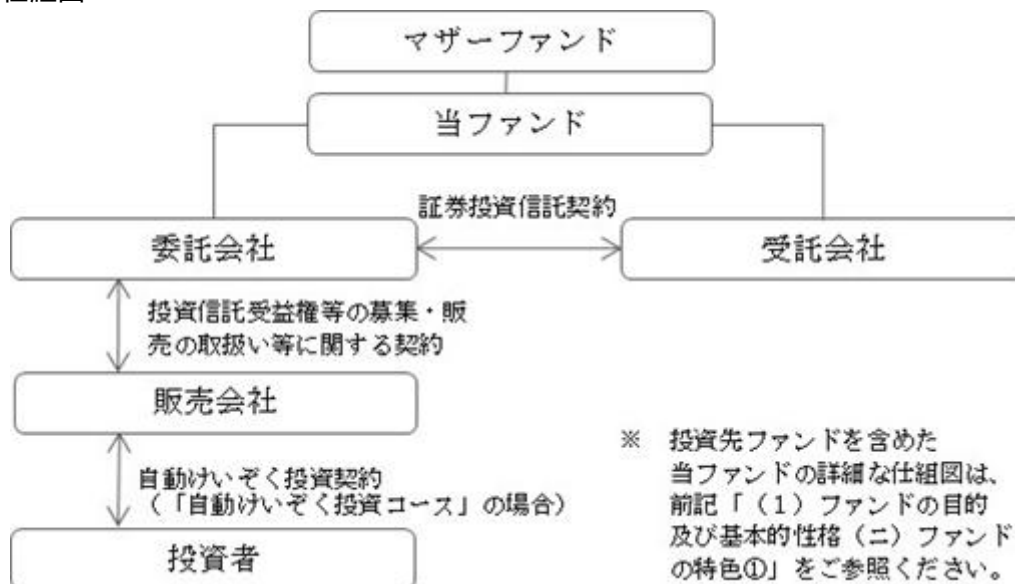 マザーファンド
当ファンド
証券投資信託契約
委託会社
受託会社
投資信託受益権等の募集・販
売の取扱い等に関する契約
販売会社
自動けいぞく投資契約
(「自動けいぞく投資コース」の場合)
投資者
※ 投資先ファンドを含めた
当ファンドの詳細な仕組図は、
前記「(1)ファンドの目的
及び基本的性格(ニ)ファンド
の特色①」をご参照ください。